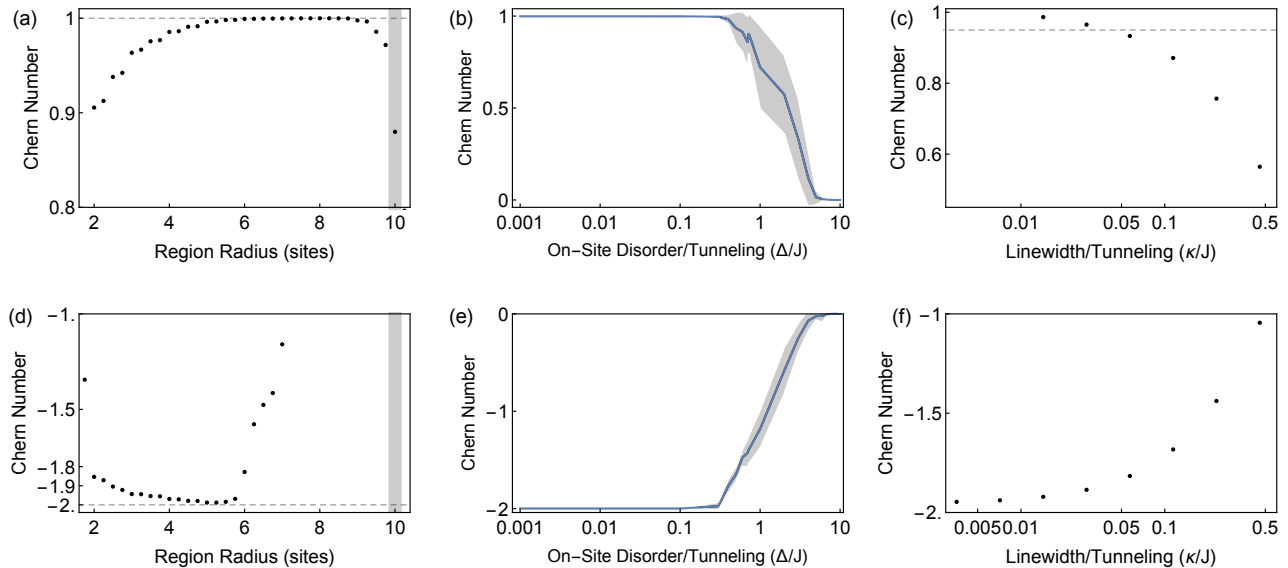 (a)
1
0.9
0.8
Chern Number
2 4 6 8 10
Region Radius (sites)
(b)
1
0.5
0
Chern Number
0.001 0.01 0.1 1 10
On-Site Disorder/Tunneling (Δ/J)
(c)
1
0.8
0.6
Chern Number
0.01 0.05 0.1 0.5
Linewidth/Tunneling (κ/J)
(d)
-1.
-1.5
-1.8
-1.9
-2.
Chern Number
2 4 6 8 10
Region Radius (sites)
(e)
0
-1
-2
Chern Number
0.001 0.01 0.1 1 10
On-Site Disorder/Tunneling (Δ/J)
(f)
-1
-1.5
-2.
Chern Number
0.005 0.01 0.05 0.1 0.5
Linewidth/Tunneling (κ/J)